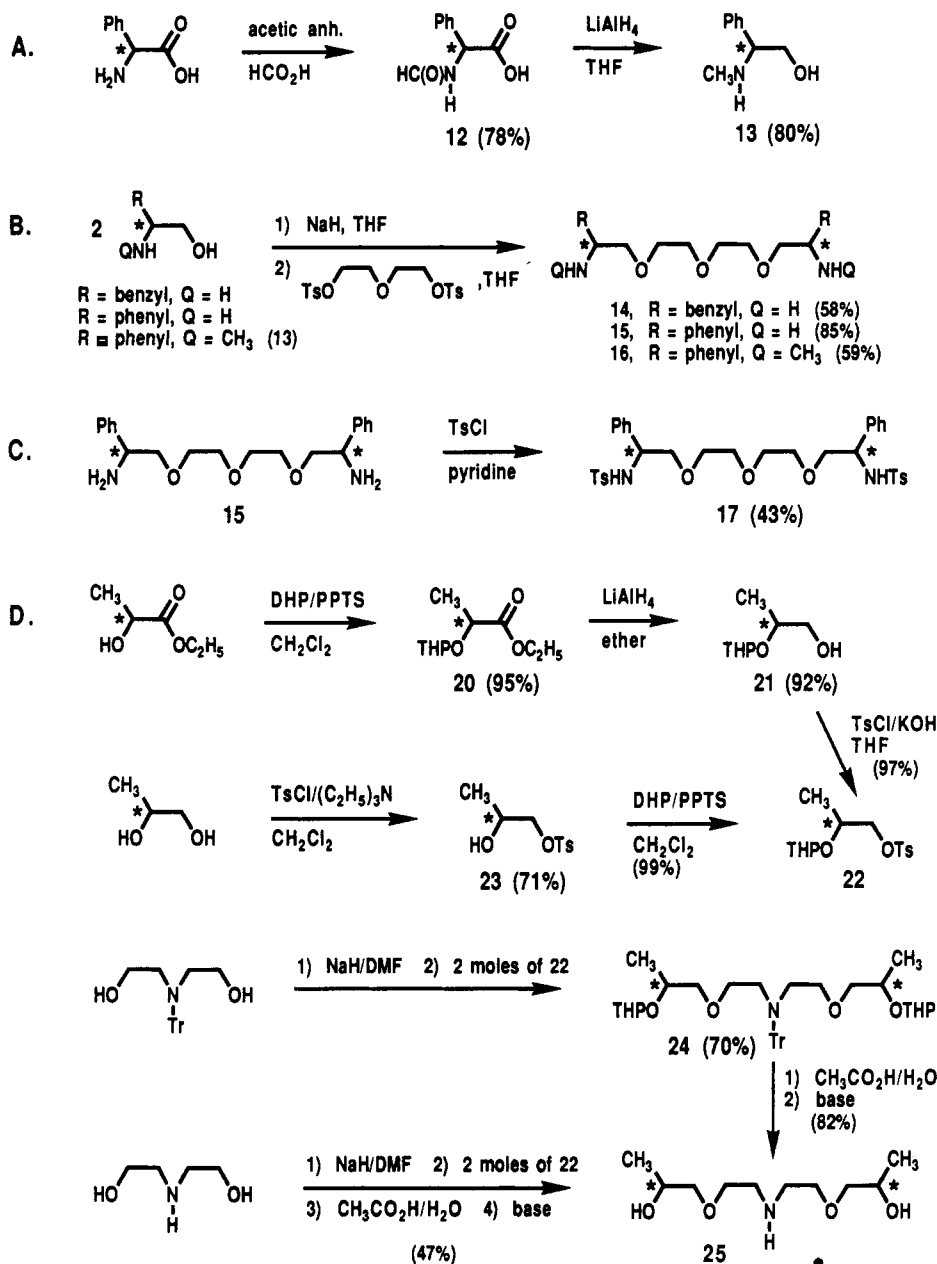 A.
Ph
*
O
H₂N
OH
acetic anh.
HCO₂H
Ph
*
O
HC(O)N
H
OH
12 (78%)
LiAlH₄
THF
Ph
*
CH₃N
H
OH
13 (80%)
B.
2
R
*
QNH
OH
R = benzyl, Q = H
R = phenyl, Q = H
R = phenyl, Q = CH₃ (13)
1) NaH, THF
2)
TsO
O
OTs
,THF
R
*
QHN
O
O
O
R
*
NHQ
14, R = benzyl, Q = H (58%)
15, R = phenyl, Q = H (85%)
16, R = phenyl, Q = CH₃ (59%)
C.
Ph
*
H₂N
O
O
O
Ph
*
NH₂
15
TsCl
pyridine
Ph
*
TsHN
O
O
O
Ph
*
NHTs
17 (43%)
D.
CH₃
*
O
HO
OC₂H₅
DHP/PPTS
CH₂Cl₂
CH₃
*
O
THPO
OC₂H₅
20 (95%)
LiAlH₄
ether
CH₃
*
THPO
OH
21 (92%)
TsCl/KOH
THF
(97%)
CH₃
*
HO
OH
TsCl/(C₂H₅)₃N
CH₂Cl₂
CH₃
*
HO
OTs
23 (71%)
DHP/PPTS
CH₂Cl₂
(99%)
CH₃
*
THPO
OTs
22
HO
N
Tr
OH
1) NaH/DMF 2) 2 moles of 22
CH₃
*
THPO
O
N
Tr
O
CH₃
*
OTHP
24 (70%)
1) CH₃CO₂H/H₂O
2) base
(82%)
HO
N
H
OH
1) NaH/DMF 2) 2 moles of 22
3) CH₃CO₂H/H₂O 4) base
(47%)
CH₃
*
HO
O
N
H
O
CH₃
*
OH
25